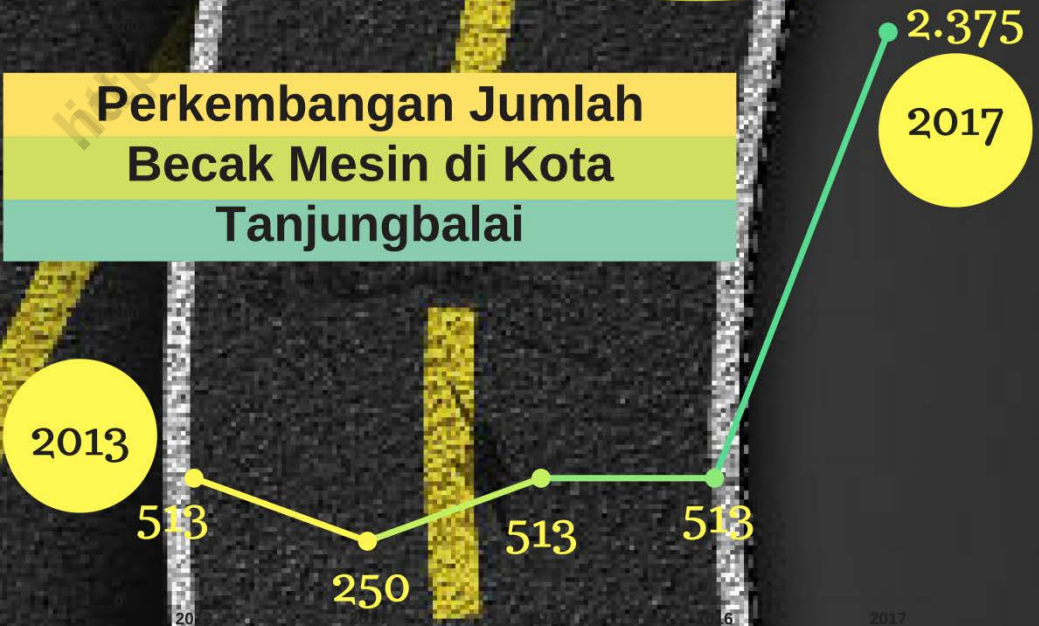 2.375
2017
Perkembangan Jumlah
Becak Mesin di Kota
Tanjungbalai
2013
513
250
513
513
2017